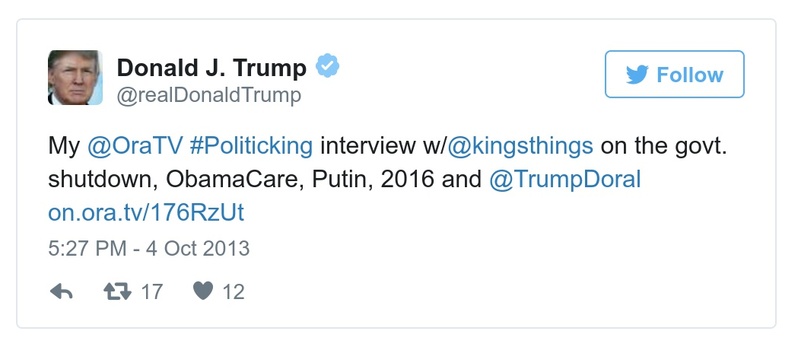 Donald J. Trump
@realDonaldTrump
Follow
My @OraTV #Politicking interview w/@kingsthings on the govt.
shutdown, ObamaCare, Putin, 2016 and @TrumpDoral
on.ora.tv/176RzUt
5:27 PM - 4 Oct 2013
17 12